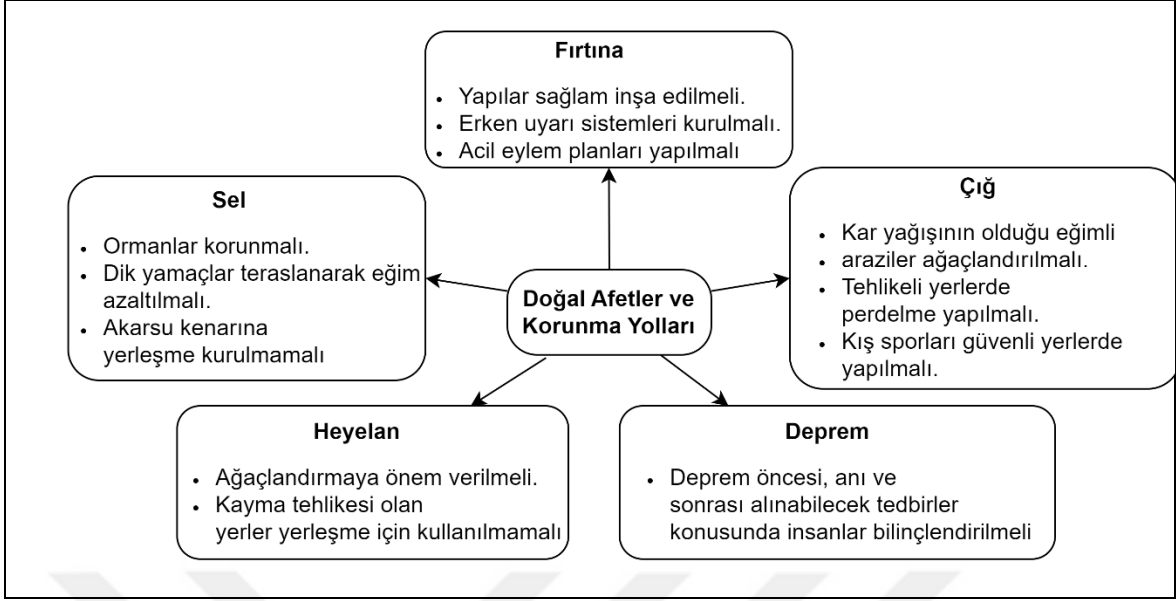 Fırtına
• Yapılar sağlam inşa edilmeli.
• Erken uyarı sistemleri kurulmalı.
• Acil eylem planları yapılmalı
Sel
• Ormanlar korunmalı.
• Dik yamaçlar teraslanarak eğim
azaltılmalı.
• Akarsu kenarına
yerleşme kurulmamalı
Çığ
• Kar yağışının olduğu eğimli
• araziler ağaçlandırılmalı.
• Tehlikeli yerlerde
perdelme yapılmalı.
• Kış sporları güvenli yerlerde
yapılmalı.
Doğal Afetler ve
Korunma Yolları
Heyelan
• Ağaçlandırmaya önem verilmeli.
• Kayma tehlikesi olan
yerler yerleşme için kullanılmamalı
Deprem
• Deprem öncesi, anı ve
sonrası alınabilecek tedbirler
konusunda insanlar bilinçlendirilmeli